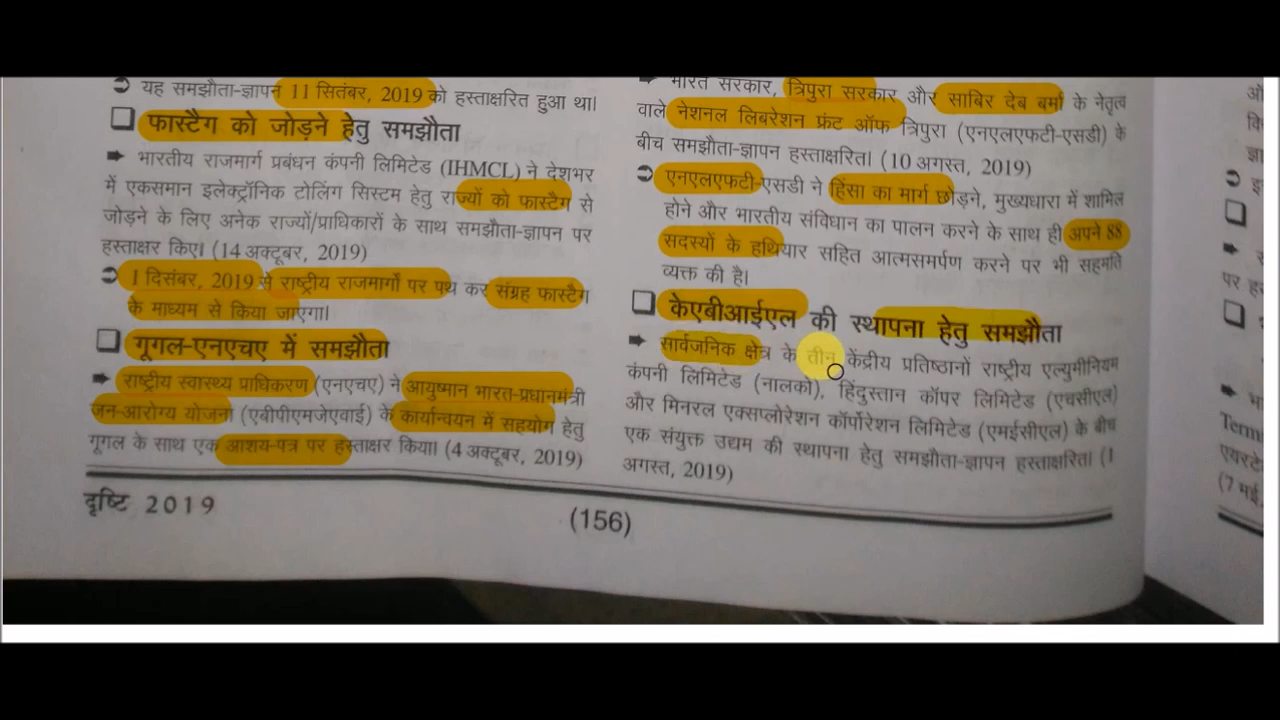 यह समझौता-ज्ञापन 11 सितंबर, 2019 को हस्ताक्षरित हुआ था।
फास्टैग को जोड़ने हेतु समझौता
भारतीय राजमार्ग प्रबंधन कंपनी लिमिटेड (IHMCL) ने देशभर
में एकसमान इलेक्ट्रॉनिक टोलिंग सिस्टम हेतु राज्यों को फास्टैग से
जोड़ने के लिए अनेक राज्यों/प्राधिकारों के साथ समझौता-ज्ञापन पर
हस्ताक्षर किए। (14 अक्टूबर, 2019)
1 दिसंबर, 2019 से राष्ट्रीय राजमार्गों पर पथ कर संग्रह फास्टैग
के माध्यम से किया जाएगा।
गूगल-एनएचए में समझौता
राष्ट्रीय स्वास्थ्य प्राधिकरण (एनएचए) ने आयुष्मान भारत-प्रधानमंत्री
जन-आरोग्य योजना (एबीपीएमजेएवाई) के कार्यान्वयन में सहयोग हेतु
गूगल के साथ एक आशय-पत्र पर हस्ताक्षर किया। (4 अक्टूबर, 2019)
दृष्टि 2019
(156)
भारत सरकार, त्रिपुरा सरकार और साबिर देब बर्मा के नेतृत्व
वाले नेशनल लिबरेशन फ्रंट ऑफ त्रिपुरा (एनएलएफटी-एसडी) के
बीच समझौता-ज्ञापन हस्ताक्षरित। (10 अगस्त, 2019)
एनएलएफटी-एसडी ने हिंसा का मार्ग छोड़ने, मुख्यधारा में शामिल
होने और भारतीय संविधान का पालन करने के साथ ही अपने 88
सदस्यों के हथियार सहित आत्मसमर्पण करने पर भी सहमति
व्यक्त की है।
केएबीआईएल की स्थापना हेतु समझौता
सार्वजनिक क्षेत्र के तीन केंद्रीय प्रतिष्ठानों राष्ट्रीय एल्युमीनियम
कंपनी लिमिटेड (नालको), हिंदुस्तान कॉपर लिमिटेड (एचसीएल)
और मिनरल एक्सप्लोरेशन कॉर्पोरेशन लिमिटेड (एमईसीएल) के बीच
एक संयुक्त उद्यम की स्थापना हेतु समझौता-ज्ञापन हस्ताक्षरित। (1
अगस्त, 2019)
पर
Term
एयरटे
(7 मई,